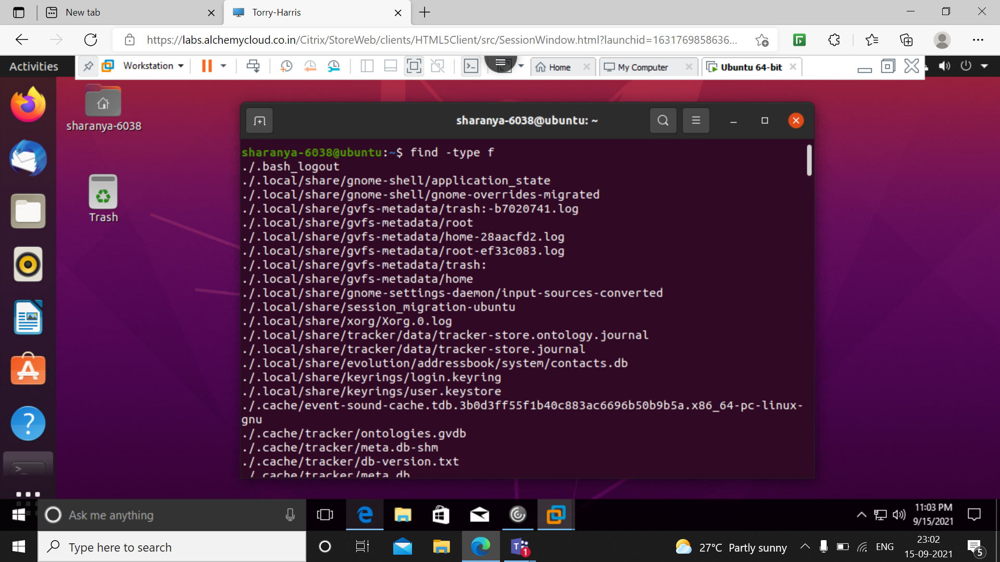 New tab
Torry-Harris
https://labs.alchemycloud.co.in/Citrix/StoreWeb/clients/HTML5Client/src/SessionWindow.html?launchid=1631769858636...
Activities
Workstation
Home
My Computer
Ubuntu 64-bit
sharanya-6038
Trash
sharanya-6038@ubuntu: ~
sharanya-6038@ubuntu:~$ find -type f
./.bash_logout
./.local/share/gnome-shell/application_state
./.local/share/gnome-shell/gnome-overrides-migrated
./.local/share/gvfs-metadata/trash:-b7020741.log
./.local/share/gvfs-metadata/root
./.local/share/gvfs-metadata/home-28aacfd2.log
./.local/share/gvfs-metadata/root-ef33c083.log
./.local/share/gvfs-metadata/trash:
./.local/share/gvfs-metadata/home
./.local/share/gnome-settings-daemon/input-sources-converted
./.local/share/session_migration-ubuntu
./.local/share/xorg/Xorg.0.log
./.local/share/tracker/data/tracker-store.ontology.journal
./.local/share/tracker/data/tracker-store.journal
./.local/share/evolution/addressbook/system/contacts.db
./.local/share/keyrings/login.keyring
./.local/share/keyrings/user.keystore
./.cache/event-sound-cache.tdb.3b0d3ff55f1b40c883ac6696b50b9b5a.x86_64-pc-linux-
gnu
./.cache/tracker/ontologies.gvdb
./.cache/tracker/meta.db-shm
./.cache/tracker/db-version.txt
./.cache/tracker/meta.db
Ask me anything
11:03 PM
9/15/2021
Type here to search
1
27°C Partly sunny
ENG
23:02
15-09-2021
5